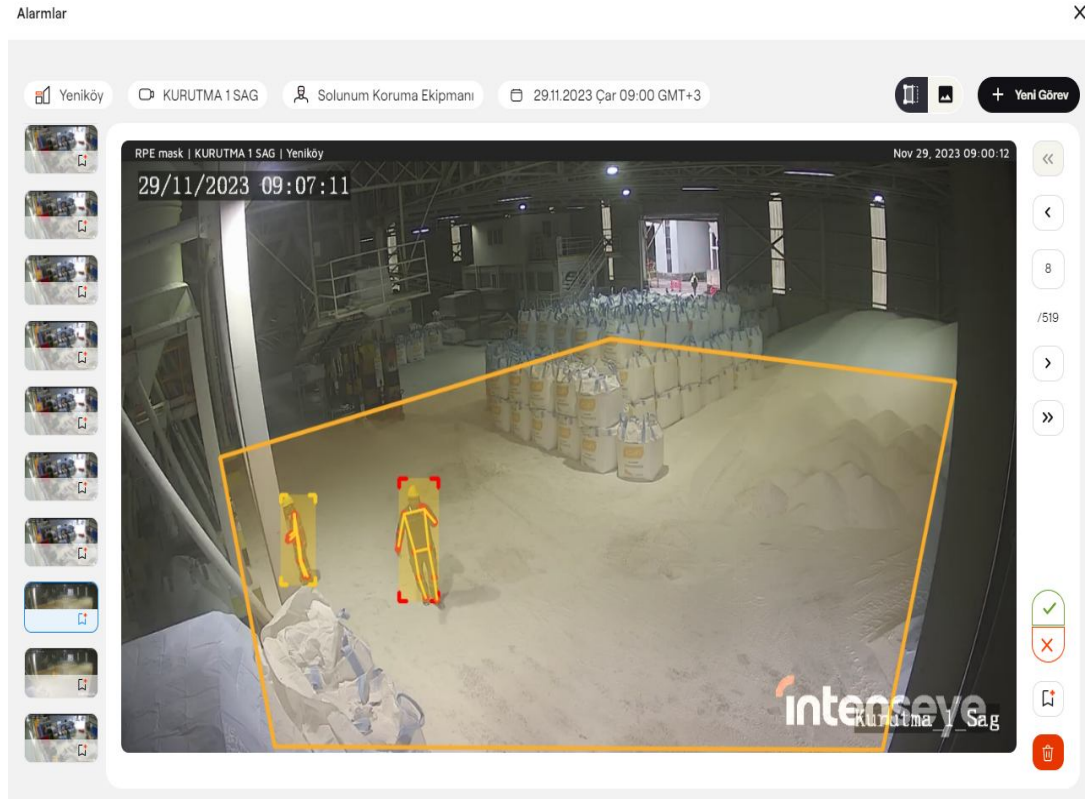 Alarmlar
Yeniköy
KURUTMA 1 SAG
Solunum Koruma Ekipmanı
29.11.2023 Çar 09:00 GMT+3
+ Yeni Görev
RPE mask | KURUTMA 1 SAG | Yeniköy
Nov 29, 2023 09:00:12
29/11/2023 09:07:11
8
/519
intenseye
Kurutma_1_Sag